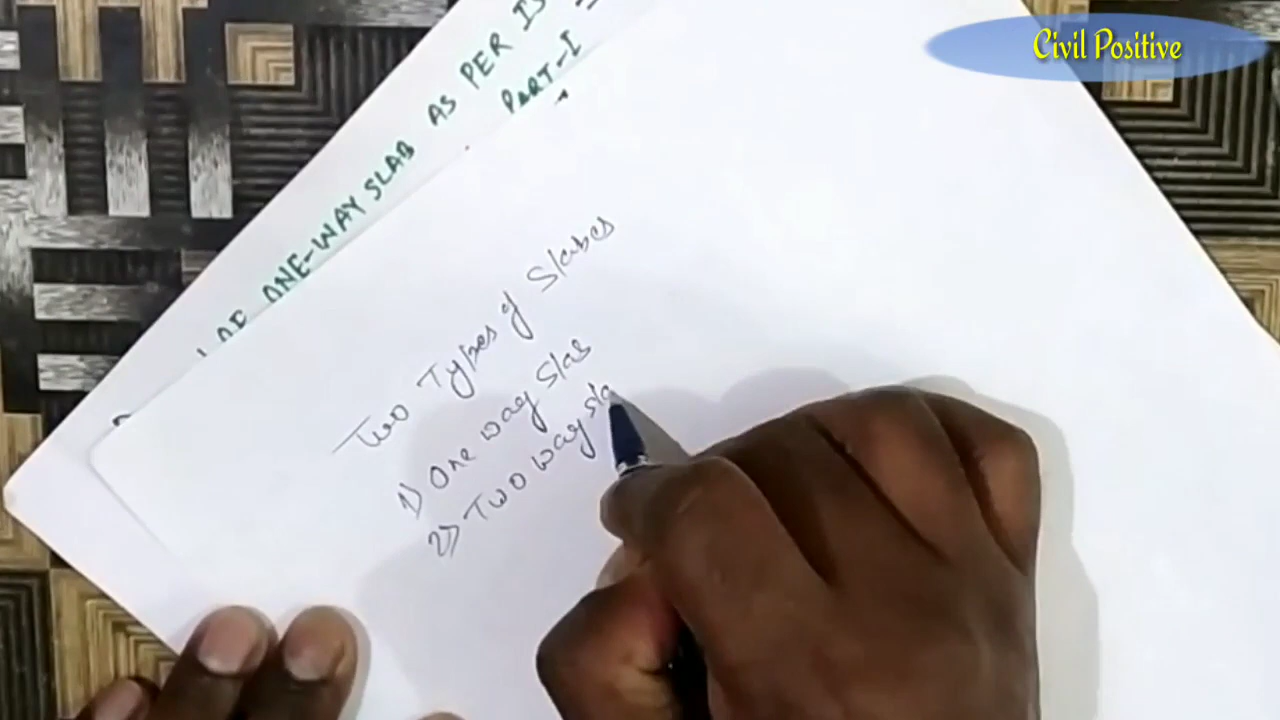 Civil Positive
ONE-WAY SLAB AS PER IS
PART-I
Two Types of Slabes
1) One way Slab
2) Two way sla